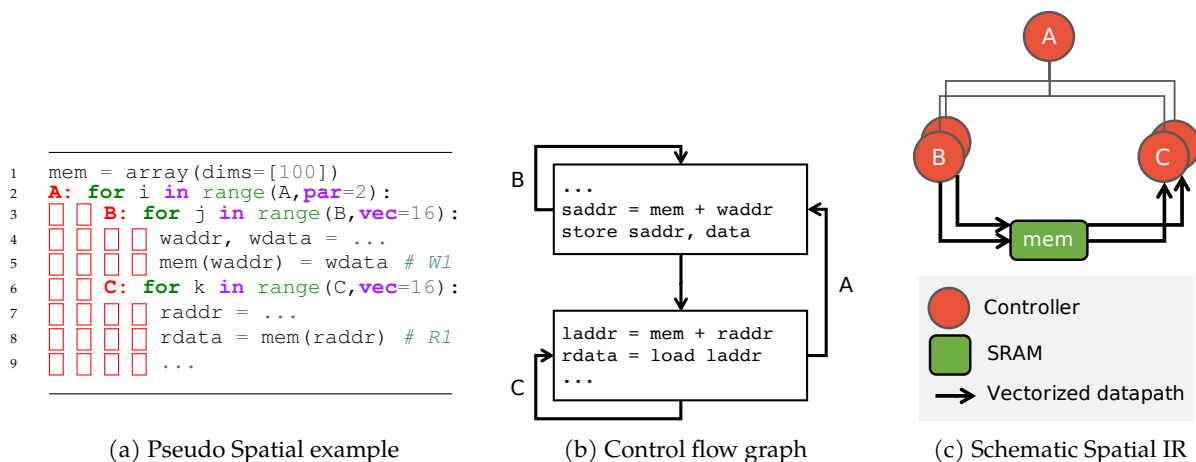 1 mem = array(dims=[100])
2 A: for i in range(A,par=2):
3 B: for j in range(B,vec=16):
4 waddr, wdata = ...
5 mem(waddr) = wdata # W1
6 C: for k in range(C,vec=16):
7 raddr = ...
8 rdata = mem(raddr) # R1
9 ...
(a) Pseudo Spatial example
B
...
saddr = mem + waddr
store saddr, data
A
laddr = mem + raddr
rdata = load laddr
...
C
(b) Control flow graph
A
B
C
mem
Controller
SRAM
Vectorized datapath
(c) Schematic Spatial IR